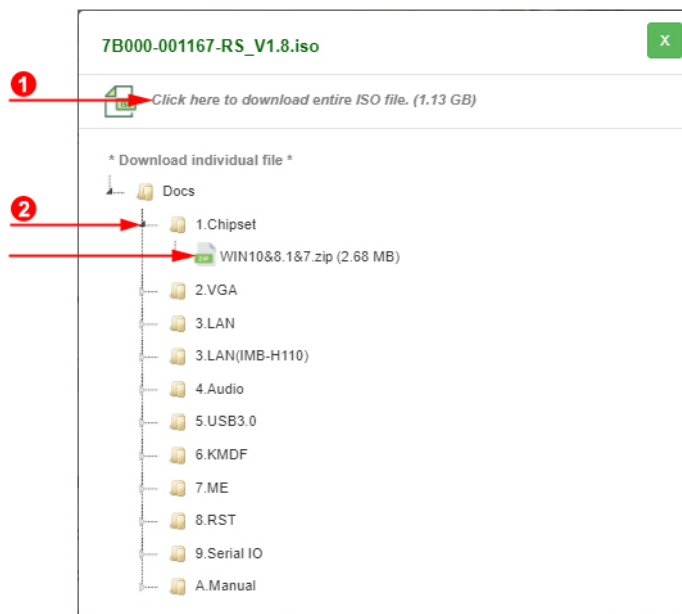 7B000-001167-RS_V1.8.iso
X
1
Click here to download entire ISO file. (1.13 GB)
* Download individual file *
Docs
2
1.Chipset
ZIP WIN10&8.1&7.zip (2.68 MB)
2.VGA
3.LAN
3.LAN(IMB-H110)
4.Audio
5.USB3.0
6.KMDF
7.ME
8.RST
9.Serial IO
A.Manual